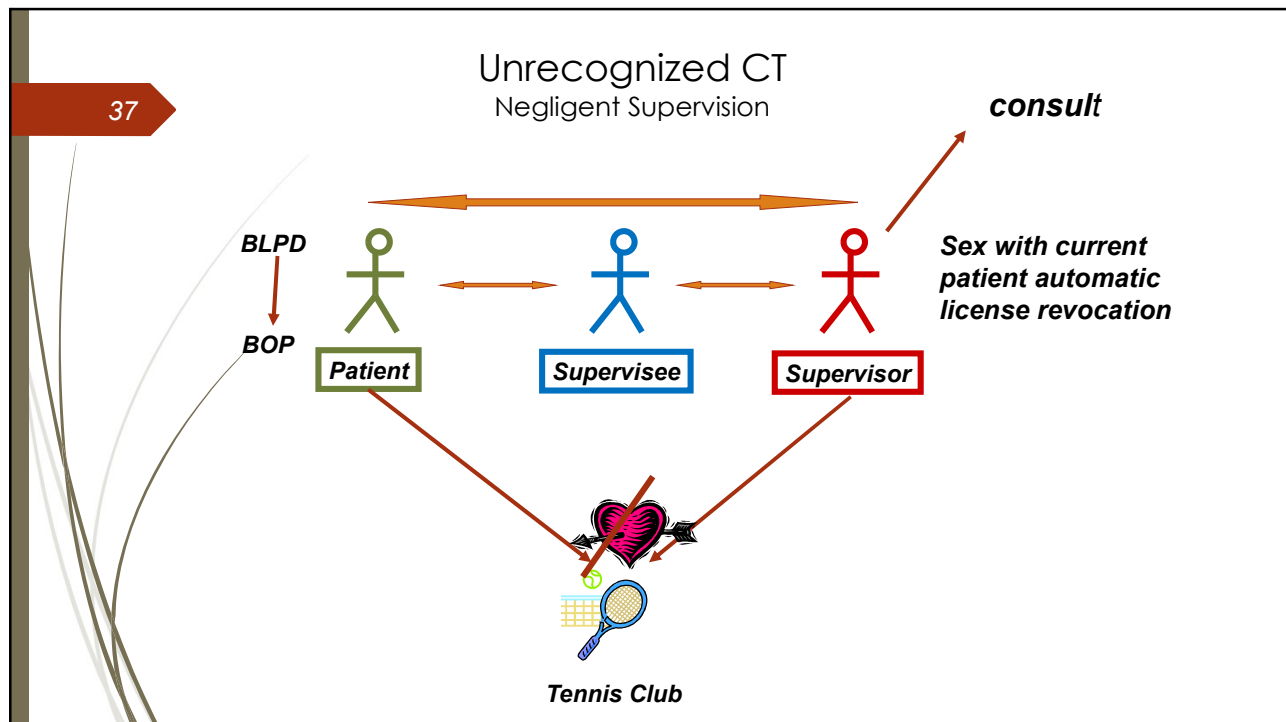 37
Unrecognized CT
Negligent Supervision
consult
BLPD
BOP
Sex with current
patient automatic
license revocation
Patient
Supervisee
Supervisor
Tennis Club